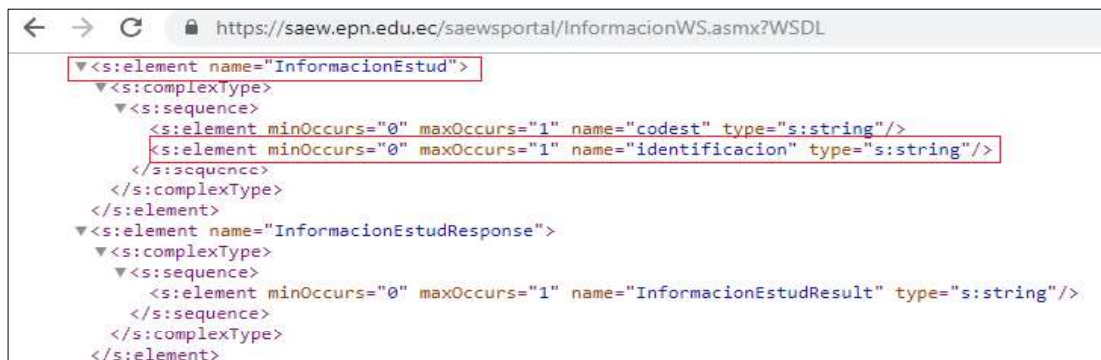 https://saew.epn.edu.ec/saewsportal/InformacionWS.asmx?WSDL
▼<s:element name="InformacionEstud">
▼<s:complexType>
▼<s:sequence>
<s:element minOccurs="0" maxOccurs="1" name="codest" type="s:string"/>
<s:element minOccurs="0" maxOccurs="1" name="identificacion" type="s:string"/>
</s:sequence>
</s:complexType>
</s:element>
▼<s:element name="InformacionEstudResponse">
▼<s:complexType>
▼<s:sequence>
<s:element minOccurs="0" maxOccurs="1" name="InformacionEstudResult" type="s:string"/>
</s:sequence>
</s:complexType>
</s:element>